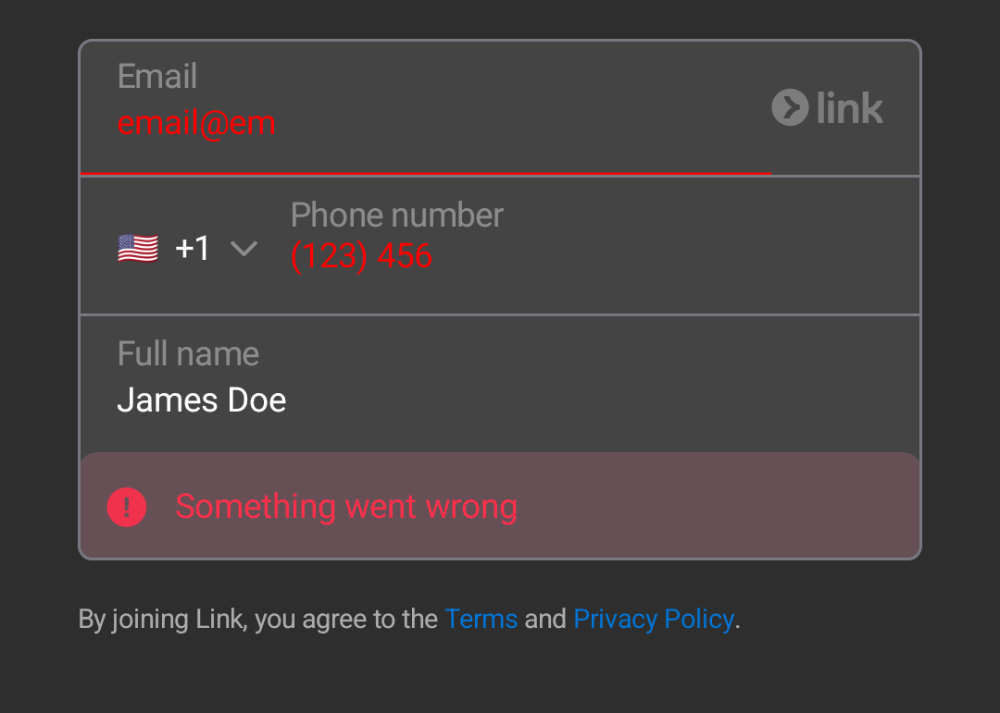 Email
email@em
link
Phone number
+1
(123) 456
Full name
James Doe
Something went wrong
By joining Link, you agree to the Terms and Privacy Policy.